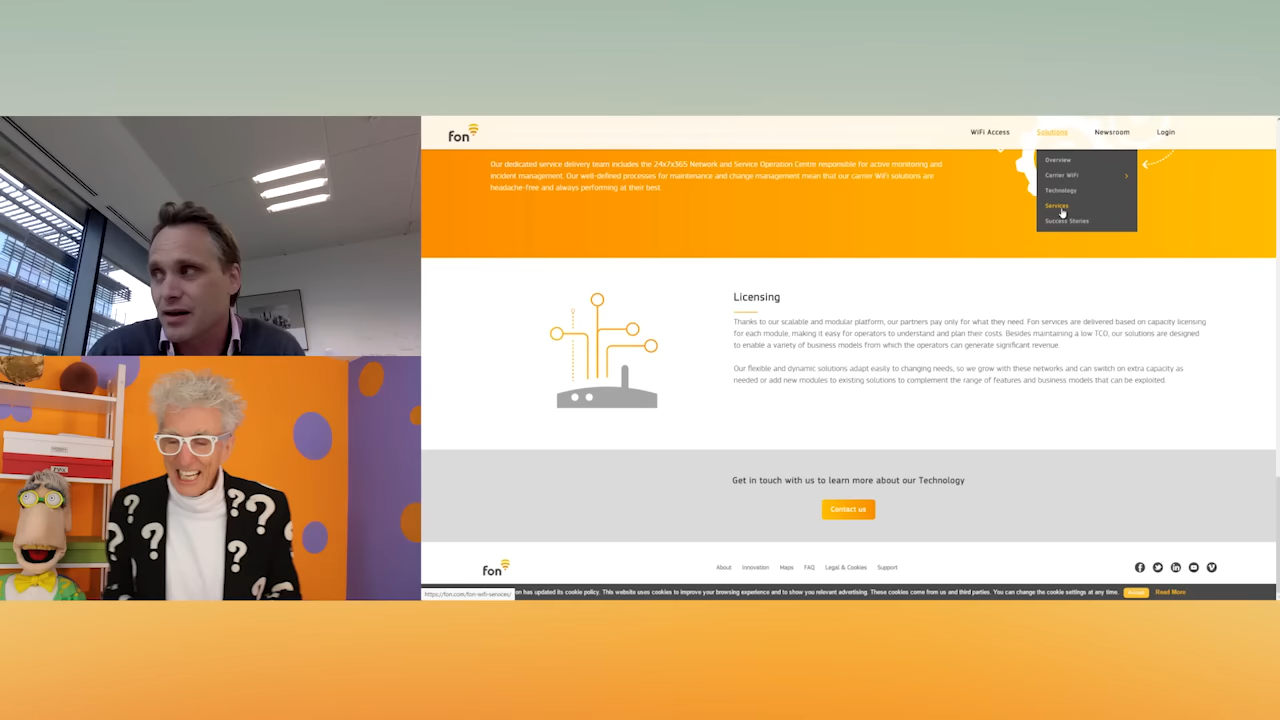 fon
WiFi Access
Solutions
Newsroom
Login
Our dedicated service delivery team includes the 24x7x365 Network and Service Operation Centre responsible for active monitoring and
incident management. Our well-defined processes for maintenance and change management mean that our carrier WiFi solutions are
headache-free and always performing at their best.
Overview
Carrier WiFi
Technology
Services
Success Stories
Licensing
Thanks to our scalable and modular platform, our partners pay only for what they need. Fon services are delivered based on capacity licensing
for each module, making it easy for operators to understand and plan their costs. Besides maintaining a low TCO, our solutions are designed
to enable a variety of business models from which the operators can generate significant revenue.
Our flexible and dynamic solutions adapt easily to changing needs, so we grow with these networks and can switch on extra capacity as
needed or add new modules to existing solutions to complement the range of features and business models that can be exploited.
Get in touch with us to learn more about our Technology
Contact us
fon
About
Innovation
Maps
FAQ
Legal & Cookies
Support
https://fon.com/fon-wifi-services/
on has updated its cookie policy. This website uses cookies to improve your browsing experience and to show you relevant advertising. These cookies come from us and third parties. You can change the cookie settings at any time.
Accept
Read More
? ? ? ? ?